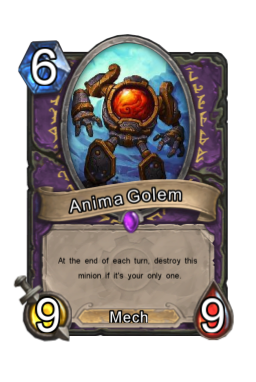 6
Anima Golem
At the end of each turn, destroy this
minion if it's your only one.
9
Mech
9